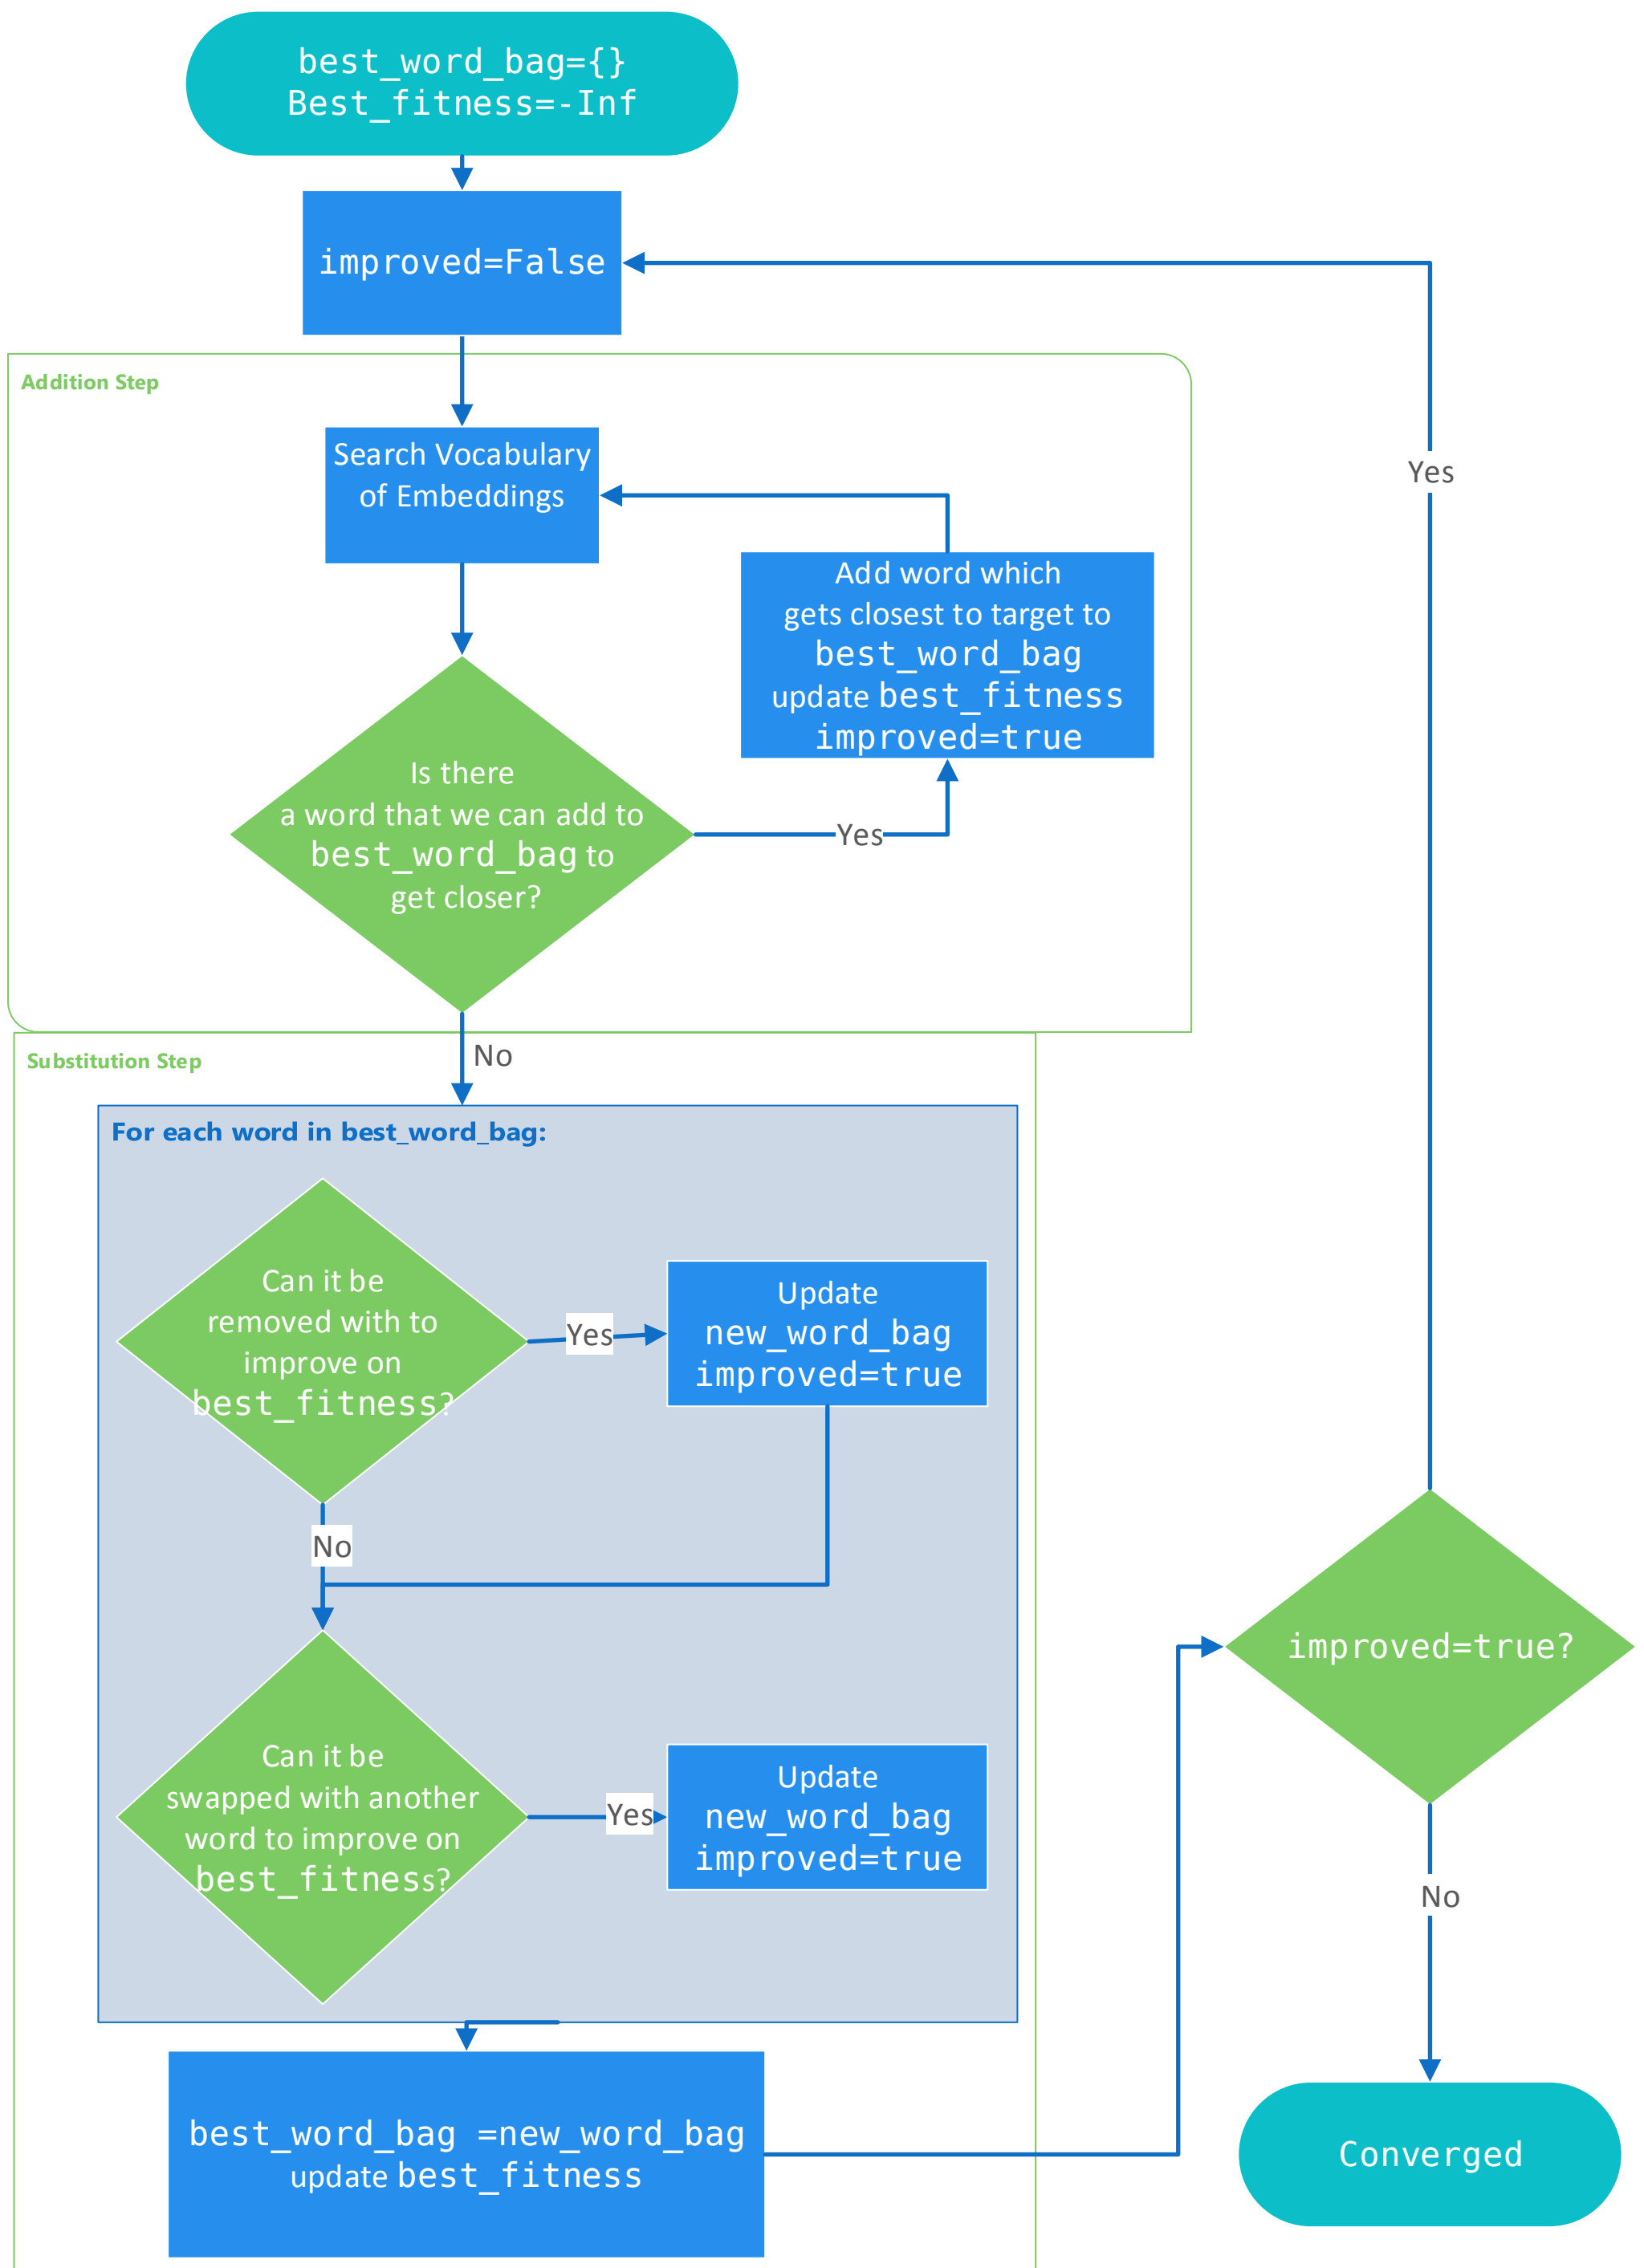 best_word_bag={}
Best_fitness=-Inf
improved=False
Addition Step
Search Vocabulary
of Embeddings
Add word which
gets closest to target to
best_word_bag
update best_fitness
improved=true
Is there
a word that we can add to
best_word_bag to
get closer?
Yes
Yes
No
Substitution Step
For each word in best_word_bag:
Can it be
removed with to
improve on
best_fitness?
Yes
Update
new_word_bag
improved=true
No
Can it be
swapped with another
word to improve on
best_fitness?
Yes
Update
new_word_bag
improved=true
best_word_bag =new_word_bag
update best_fitness
improved=true?
No
Converged